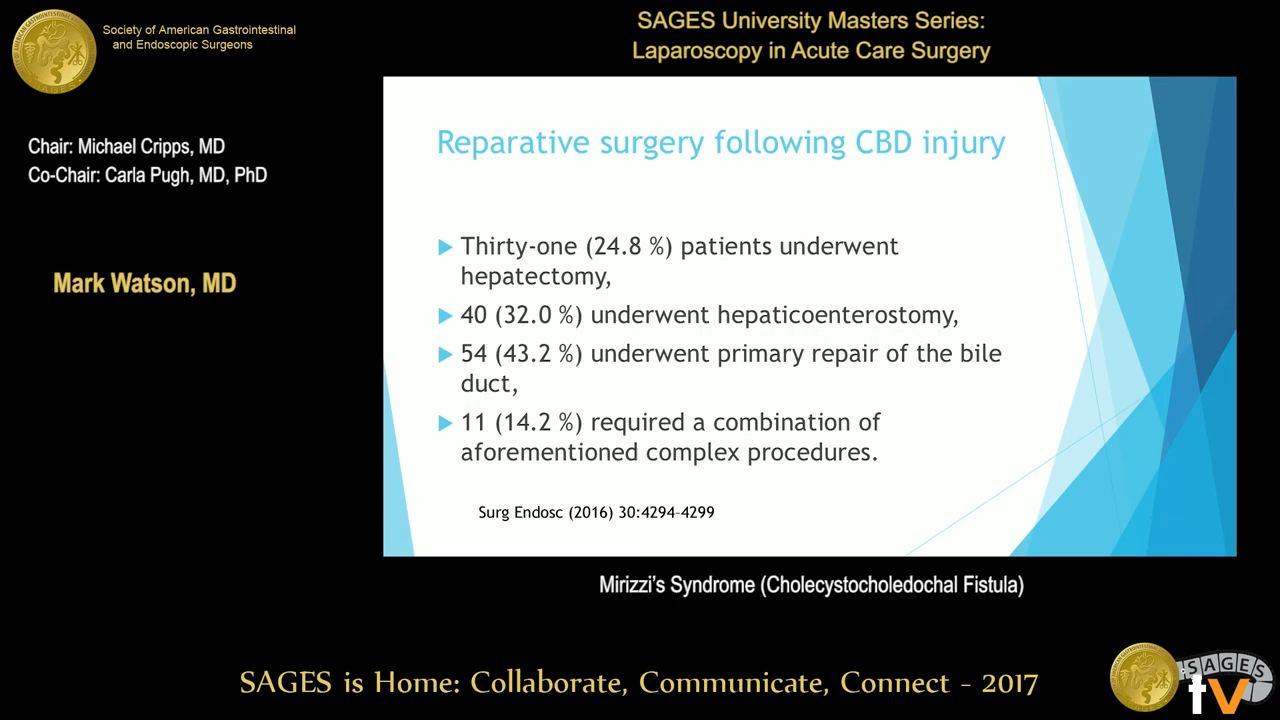 Society of American Gastrointestinal
and Endoscopic Surgeons
SAGES University Masters Series:
Laparoscopy in Acute Care Surgery
Chair: Michael Cripps, MD
Co-Chair: Carla Pugh, MD, PhD
Mark Watson, MD
Reparative surgery following CBD injury
Thirty-one (24.8 %) patients underwent
hepatectomy,
40 (32.0 %) underwent hepaticoenterostomy,
54 (43.2 %) underwent primary repair of the bile
duct,
11 (14.2 %) required a combination of
aforementioned complex procedures.
Surg Endosc (2016) 30:4294–4299
Mirizzi's Syndrome (Cholecystocholedochal Fistula)
SAGES is Home: Collaborate, Communicate, Connect - 2017
SAGES
tv